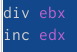 div ebx
inc edx